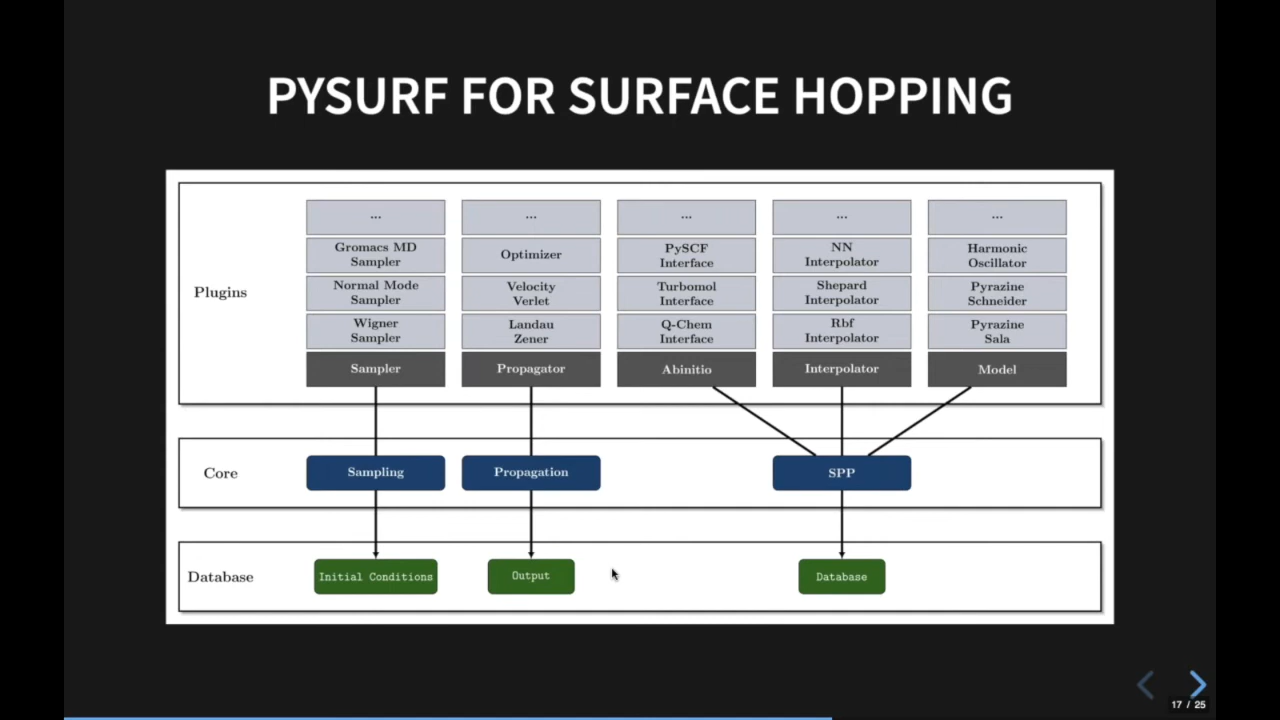 PYSURF FOR SURFACE HOPPING
Plugins
...
Gromacs MD
Sampler
Normal Mode
Sampler
Wigner
Sampler
Sampler
...
Optimizer
Velocity
Verlet
Landau
Zener
Propagator
...
PySCF
Interface
Turbomol
Interface
Q-Chem
Interface
Abinitio
...
NN
Interpolator
Shepard
Interpolator
Rbf
Interpolator
Interpolator
...
Harmonic
Oscillator
Pyrazine
Schneider
Pyrazine
Sala
Model
Core
Sampling
Propagation
SPP
Database
Initial Conditions
Output
Database
17 / 25